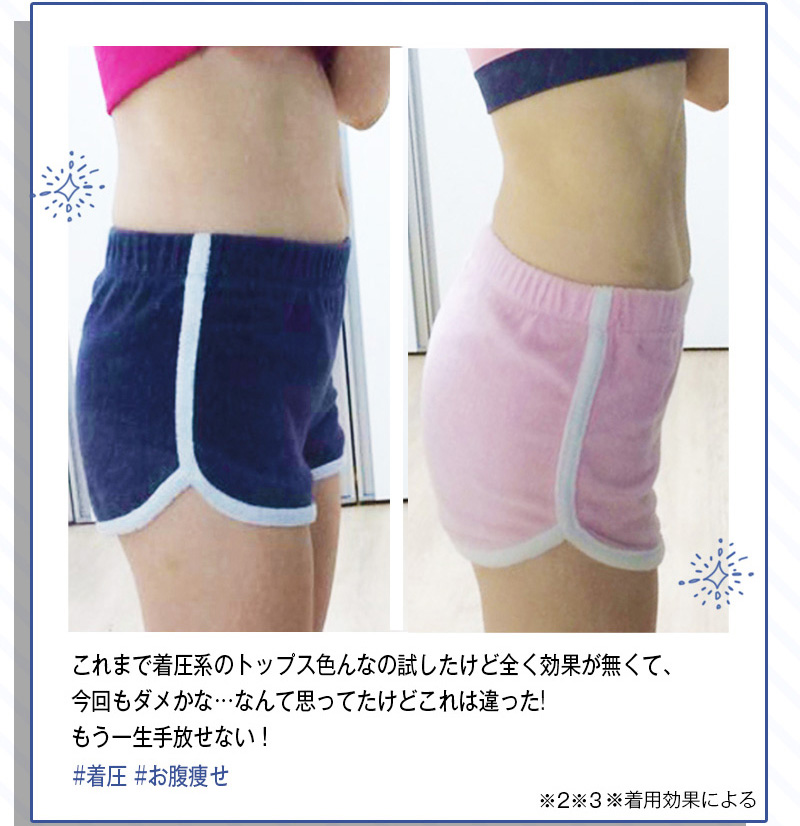 これまで着圧系のトップス色んなの試したけど全く効果が無くて、
今回もダメかな…なんて思ってたけどこれは違った!
もう一生手放せない！
#着圧 #お腹痩せ
※2※3※着用効果による